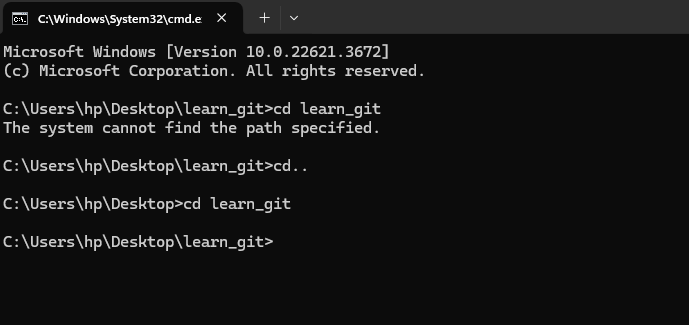 C:\Windows\System32\cmd.e
Microsoft Windows [Version 10.0.22621.3672]
(c) Microsoft Corporation. All rights reserved.
C:\Users\hp\Desktop\learn_git>cd learn_git
The system cannot find the path specified.
C:\Users\hp\Desktop\learn_git>cd..
C:\Users\hp\Desktop>cd learn_git
C:\Users\hp\Desktop\learn_git>